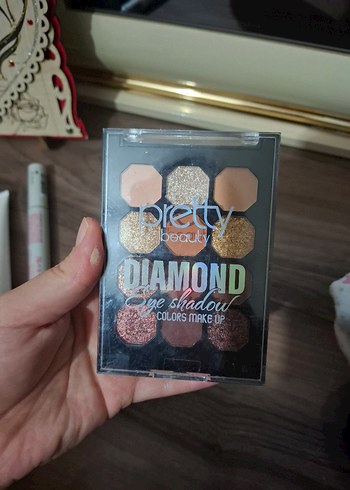 pretty
beauty
DIAMOND
Eye shadow
COLORS MAKE UP